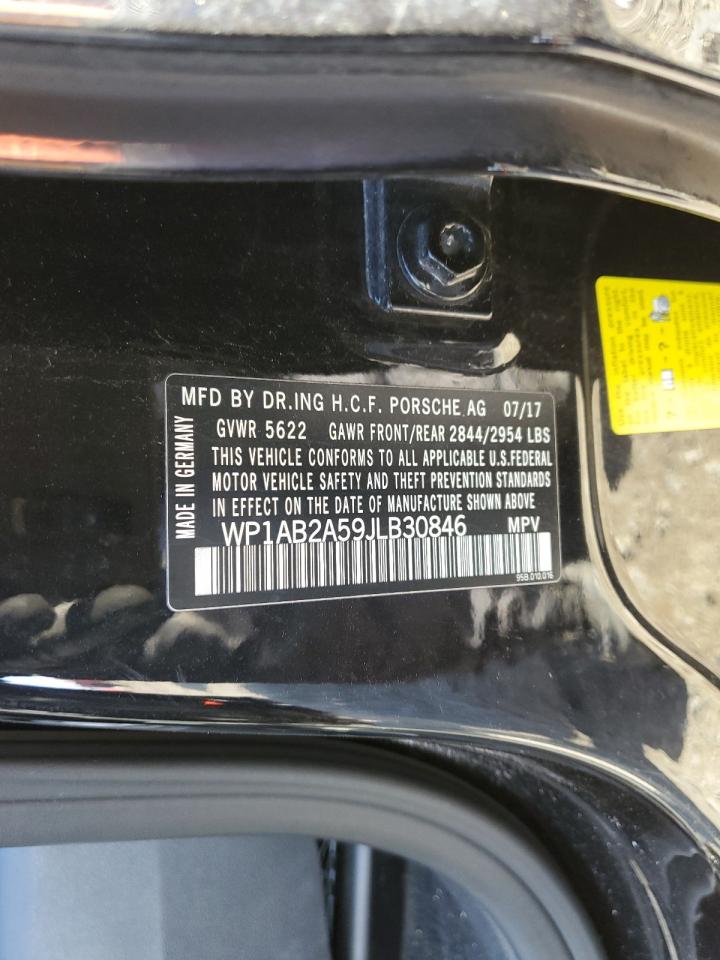 MFD BY DR.ING H.C.F. PORSCHE AG 07/17
GVWR 5622 GAWR FRONT/REAR 2844/2954 LBS
THIS VEHICLE CONFORMS TO ALL APPLICABLE U.S.FEDERAL
MOTOR VEHICLE SAFETY AND THEFT PREVENTION STANDARDS
IN EFFECT ON THE DATE OF MANUFACTURE SHOWN ABOVE
WP1AB2A59JLB30846 MPV
95B.010.016
MADE IN GERMANY